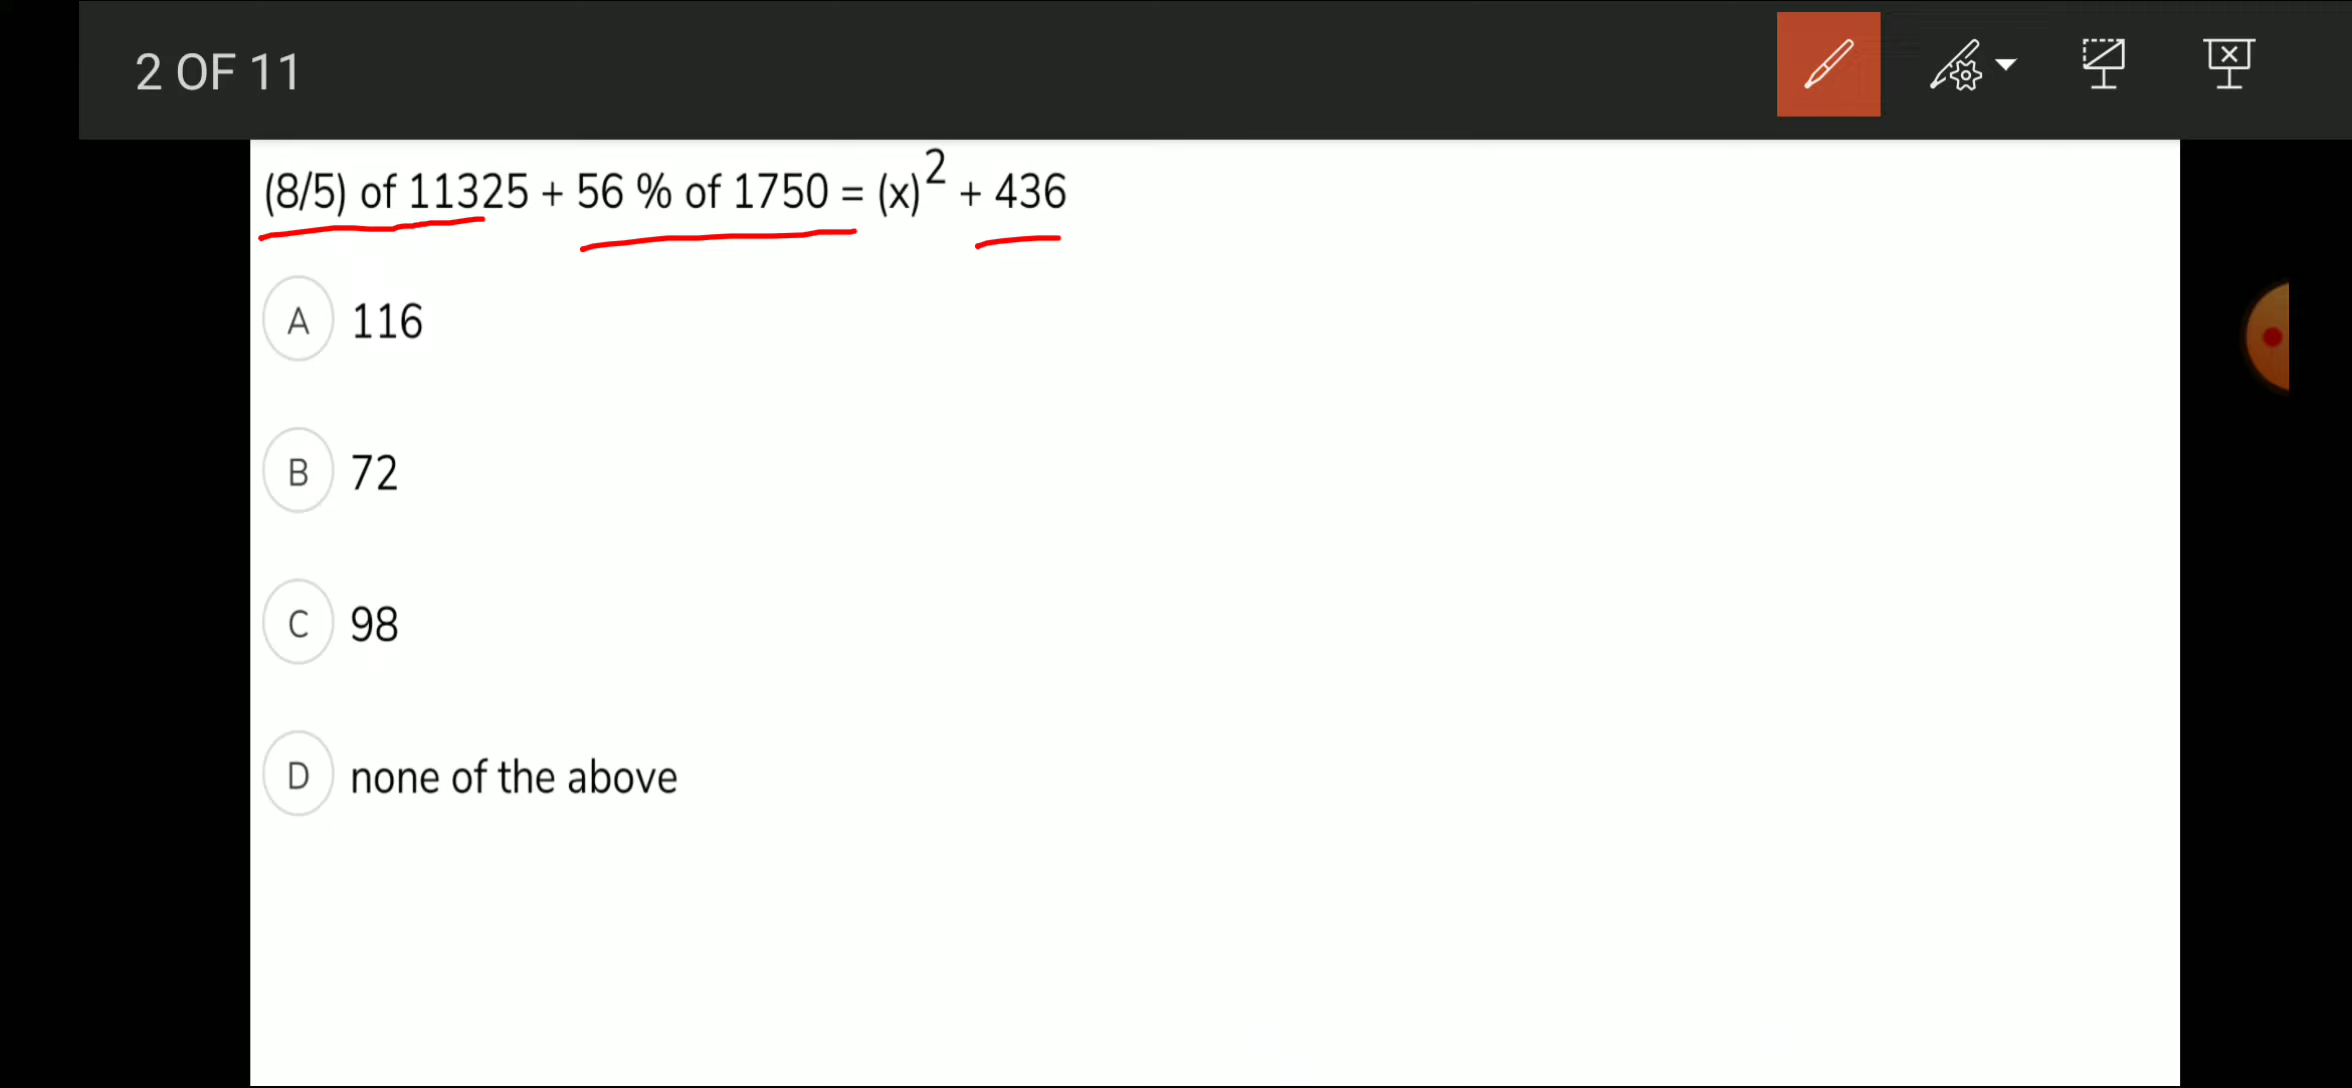 2 OF 11
(8/5) of 11325 + 56 % of 1750 = (x)² + 436
A 116
B 72
C 98
D none of the above